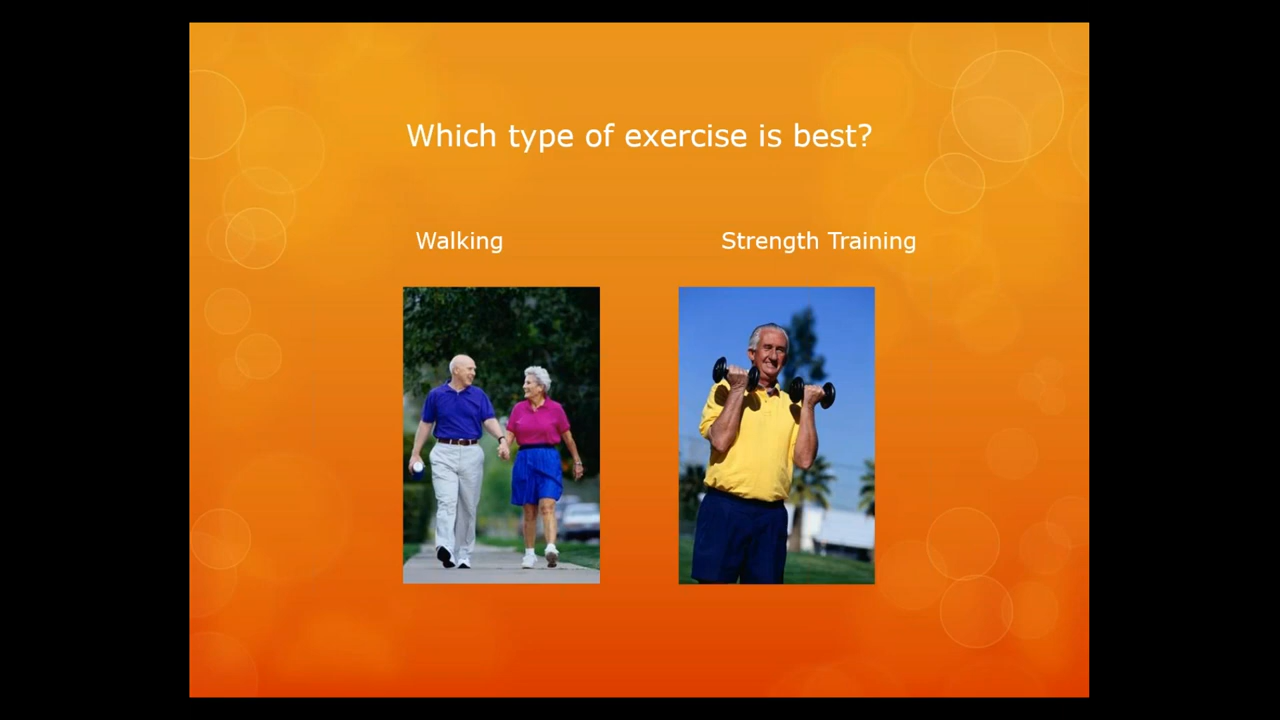 Which type of exercise is best?
Walking
Strength Training